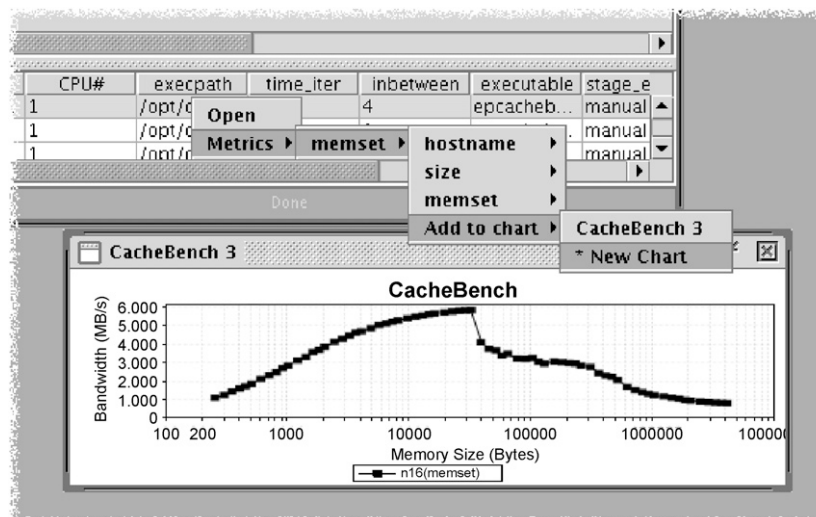 CPU# execpath time_iter inbetween executable stage_e
1 /opt/c 4 epcacheb... manual
1 /opt/c manual
1 /opt/r manual
Open
Metrics memset hostname
size
memset
Add to chart CacheBench 3
* New Chart
Done
CacheBench 3
CacheBench
Bandwidth (MB/s)
6.000
5.000
4.000
3.000
2.000
1.000
0
100 200 1000 10000 100000 1000000 100000
Memory Size (Bytes)
n16(memset)